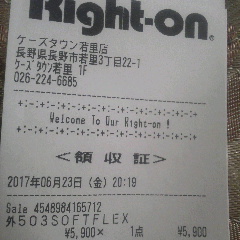 Right-on®
ケーズタウン若里店
長野県長野市若里3丁目22-1
ケーズタウン若里 1F
026-224-6685
+:-:+:-:+:-:+:-:+:-:+:-:+:-:+
Welcome To Our Right-on !
+:-:+:-:+:-:+:-:+:-:+:-:+:-:+
＜領収証＞
2017年06月23日(金) 20:19
Sale 4548984165712
外503SOFTFLEX
¥5,900× 1点 ¥5,900